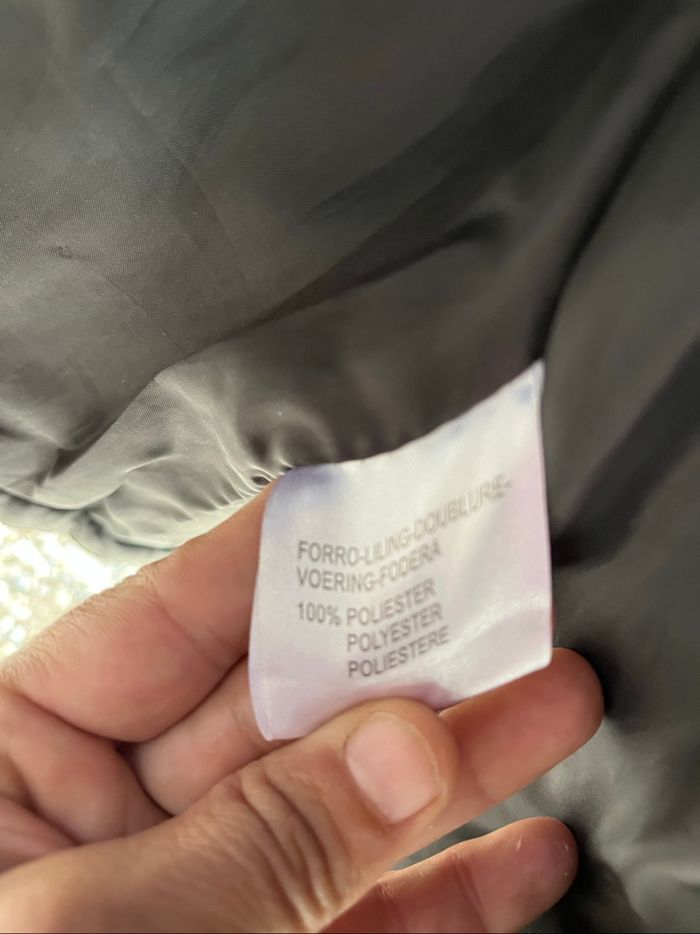 FORRO-LILING-DOUBLURE-
VOERING-FODERA
100% POLIESTER
POLYESTER
POLIESTERE